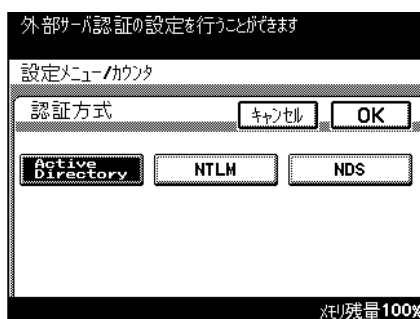 外部ｻｰﾊﾞ認証の設定を行うことができます
設定ﾒﾆｭｰ/ｶｳﾝﾀ
認証方式
ｷｬﾝｾﾙ
OK
Active
Directory
NTLM
NDS
ﾒﾓﾘ残量100%